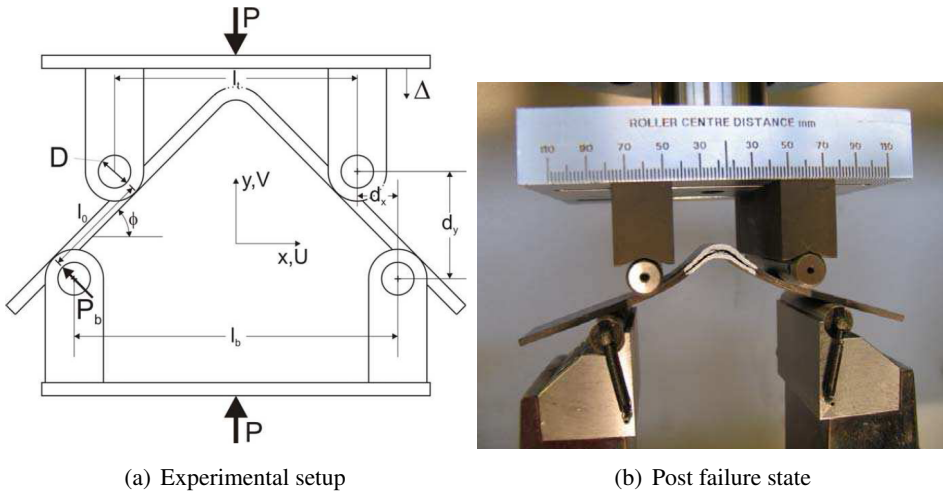 P
l_t
Δ
D
l_0
ϕ
y,V
x,U
d_x
d_y
P_b
l_b
P
ROLLER CENTRE DISTANCE mm
110 90 70 50 30 30 50 70 90 110
(a) Experimental setup
(b) Post failure state